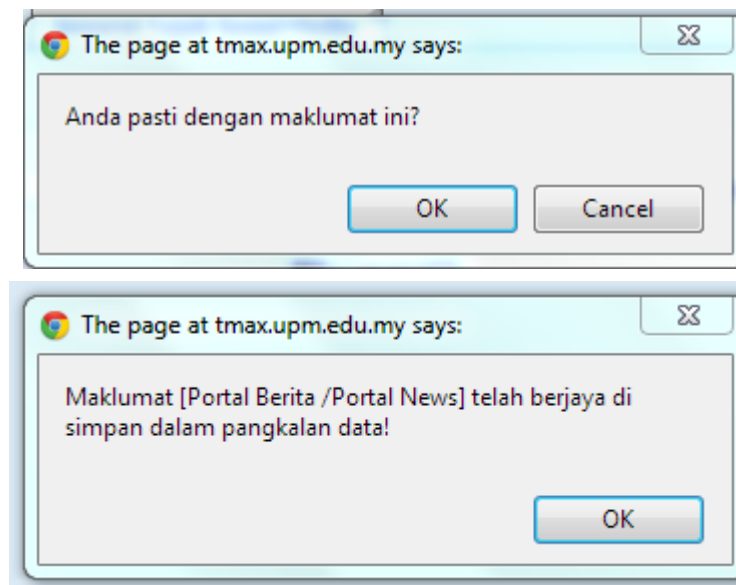 The page at tmax.upm.edu.my says:
Anda pasti dengan maklumat ini?
OK
Cancel
The page at tmax.upm.edu.my says:
Maklumat [Portal Berita /Portal News] telah berjaya di
simpan dalam pangkalan data!
OK